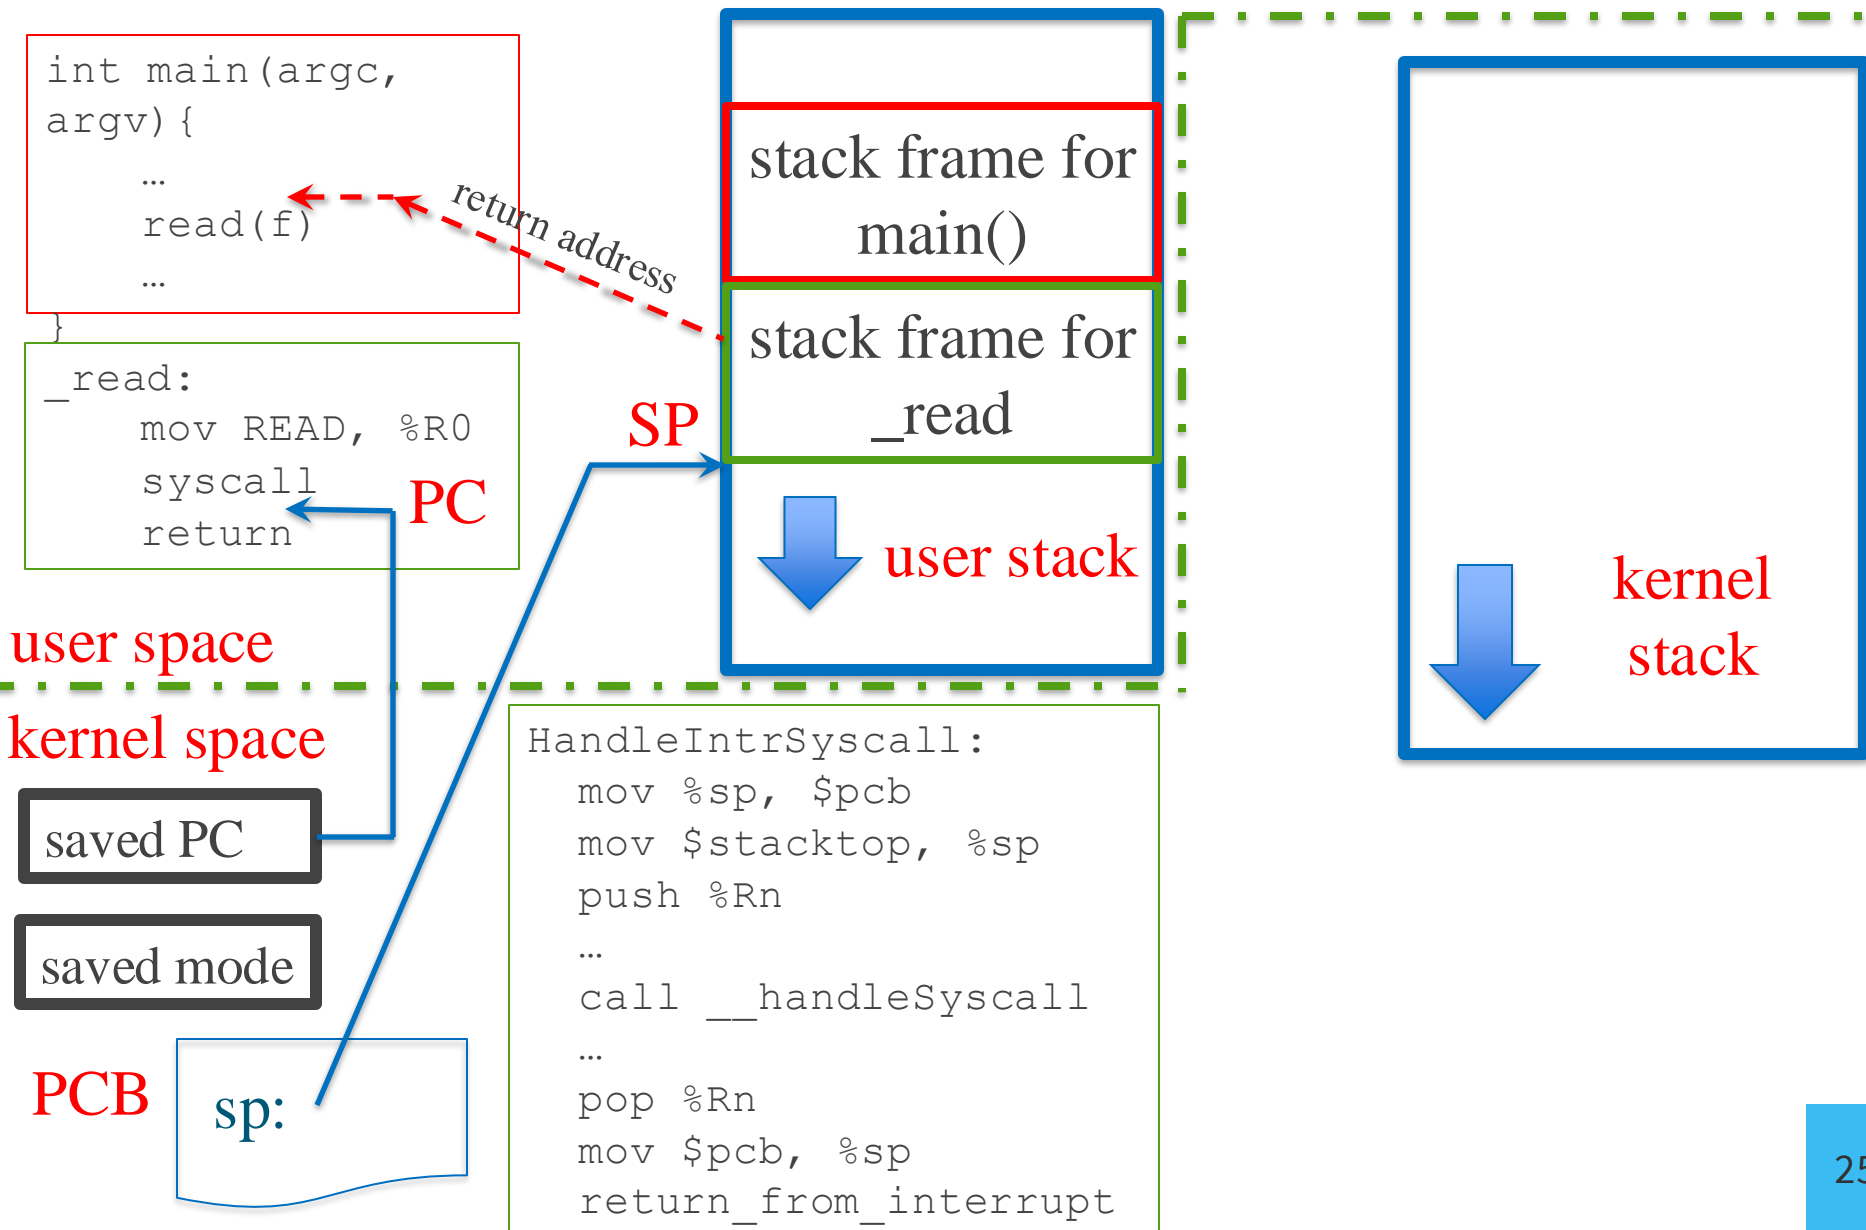 int main(argc,
argv){
…
read(f)
…
}
_read:
mov READ, %R0
syscall
return
PC
return address
SP
stack frame for
main()
stack frame for
_read
user stack
kernel
stack
user space
kernel space
saved PC
saved mode
PCB
sp:
HandleIntrSyscall:
mov %sp, $pcb
mov $stacktop, %sp
push %Rn
…
call __handleSyscall
…
pop %Rn
mov $pcb, %sp
return_from_interrupt
25